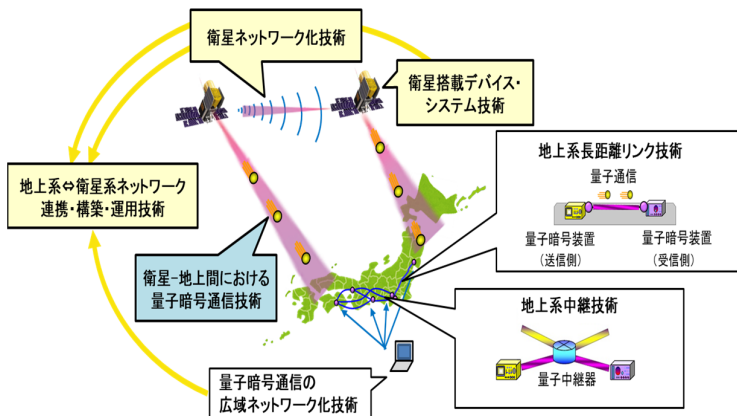 衛星ネットワーク化技術
衛星搭載デバイス・
システム技術
地上系⇔衛星系ネットワーク
連携・構築・運用技術
衛星-地上間における
量子暗号通信技術
地上系長距離リンク技術
量子通信
量子暗号装置
(送信側)
量子暗号装置
(受信側)
地上系中継技術
量子中継器
量子暗号通信の
広域ネットワーク化技術